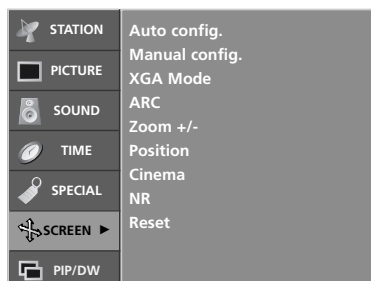 STATION
PICTURE
SOUND
TIME
SPECIAL
SCREEN ►
PIP/DW
Auto config.
Manual config.
XGA Mode
ARC
Zoom +/-
Position
Cinema
NR
Reset